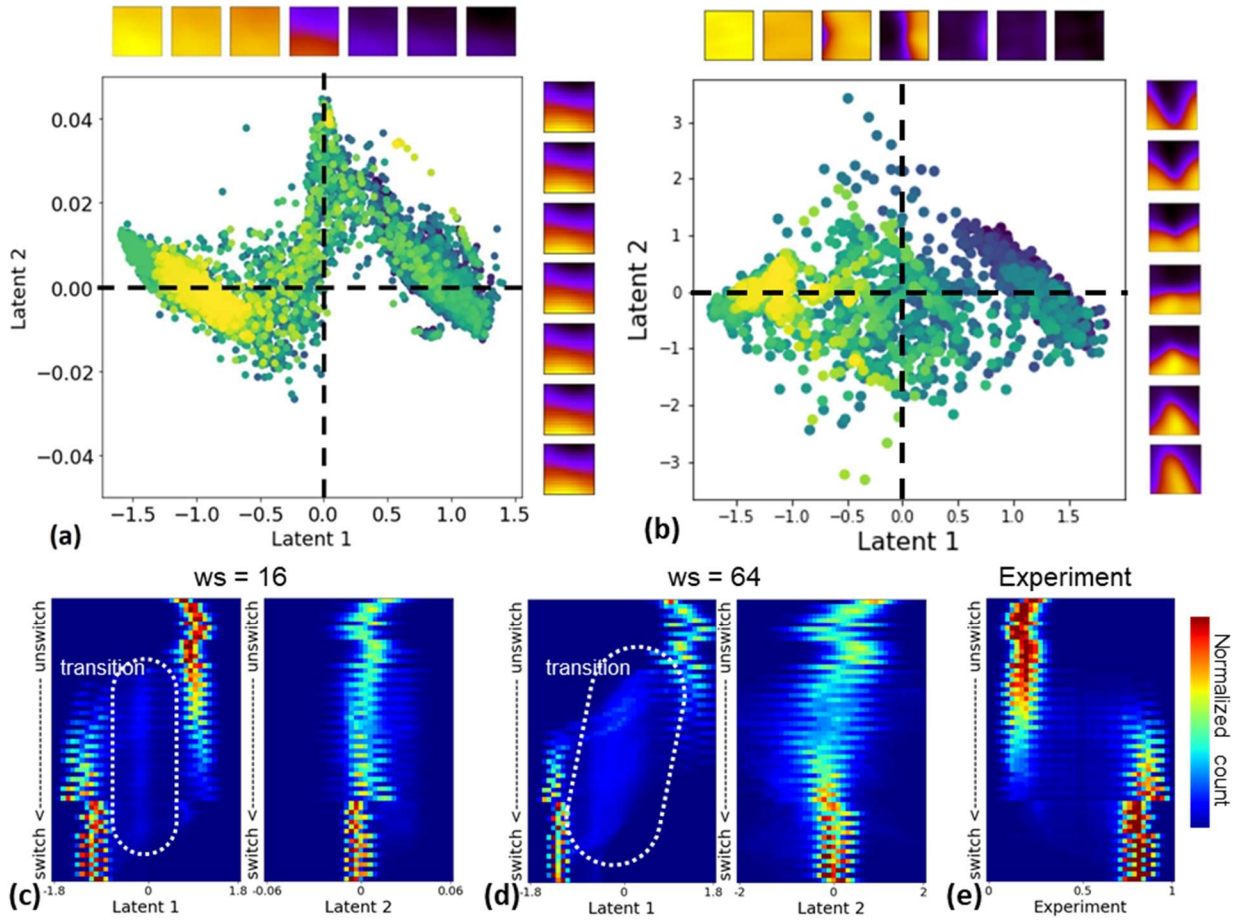 0.04
0.02
0.00
−0.02
−0.04
Latent 2
−1.5 −1.0 −0.5 0.0 0.5 1.0 1.5
Latent 1
(a)
3
2
1
0
−1
−2
−3
Latent 2
−1.5 −1.0 −0.5 0.0 0.5 1.0 1.5
Latent 1
(b)
ws = 16
switch <---------------- unswitch
transition
-1.8 0 1.8
Latent 1
(c)
switch <---------------- unswitch
-0.06 0 0.06
Latent 2
ws = 64
switch <---------------- unswitch
transition
-1.8 0 1.8
Latent 1
(d)
switch <---------------- unswitch
-2 0 2
Latent 2
Experiment
switch <---------------- unswitch
0 0.5 1
Experiment
(e)
Normalized count